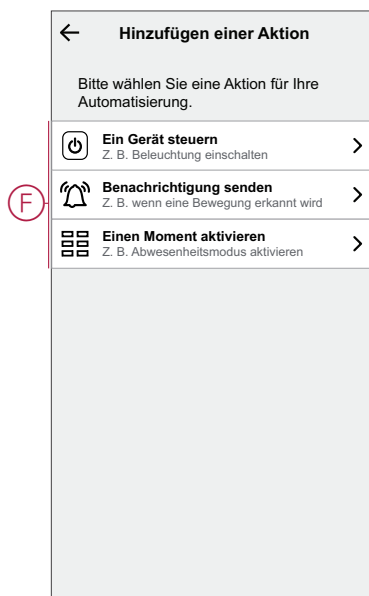 Hinzufügen einer Aktion
Bitte wählen Sie eine Aktion für Ihre
Automatisierung.
Ein Gerät steuern
Z. B. Beleuchtung einschalten
F
Benachrichtigung senden
Z. B. wenn eine Bewegung erkannt wird
Einen Moment aktivieren
Z. B. Abwesenheitsmodus aktivieren